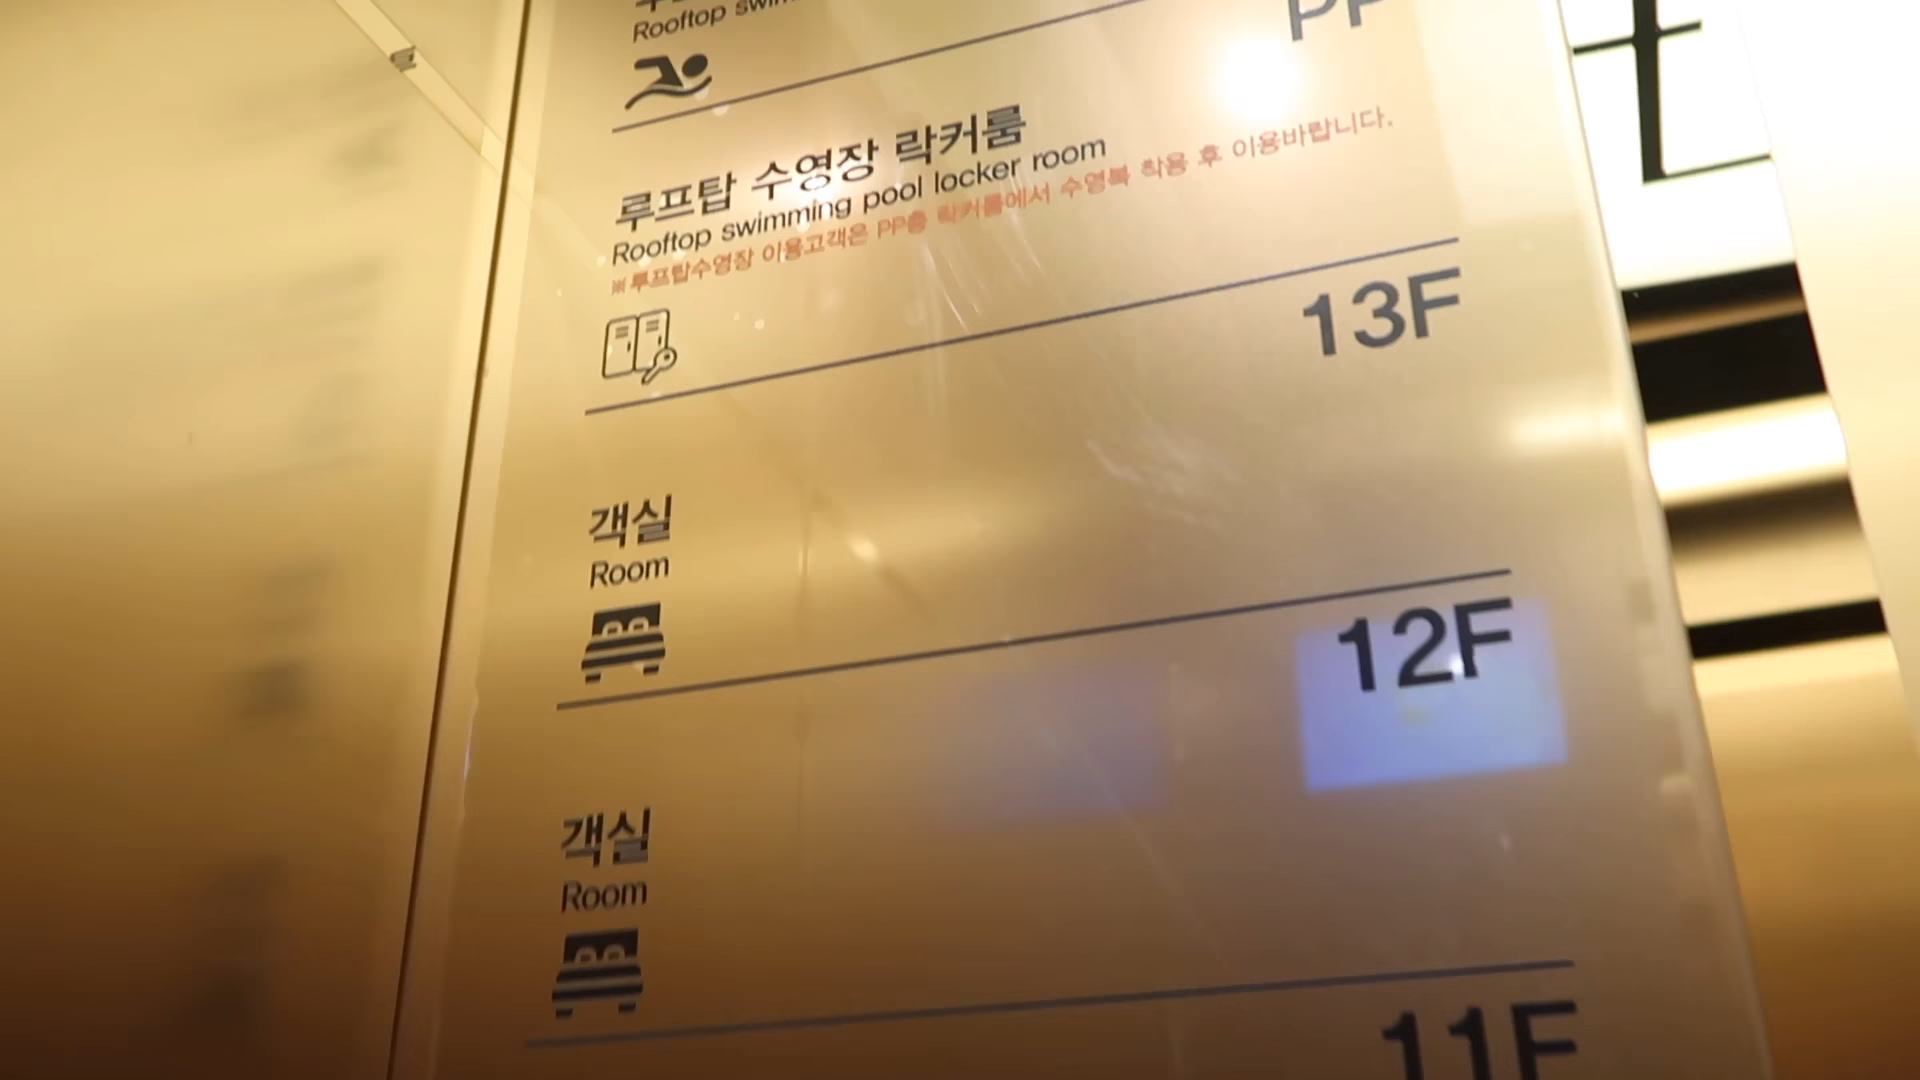 Rooftop
PP
루프탑 수영장 락커룸
Rooftop swimming pool locker room
※루프탑수영장 이용고객은 PP층 락커룸에서 수영복 착용 후 이용바랍니다.
13F
객실
Room
12F
객실
Room
11F